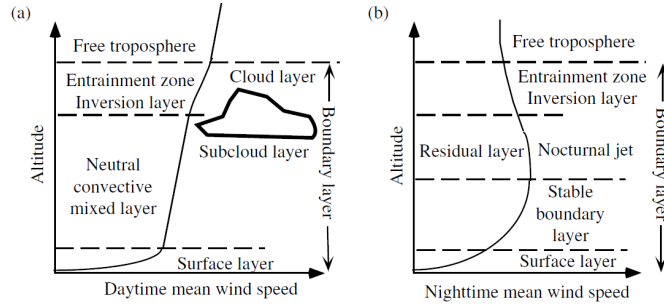 (a)
Altitude
Free troposphere
Entrainment zone
Inversion layer
Cloud layer
Subcloud layer
Neutral
convective
mixed layer
Surface layer
Boundary layer
Daytime mean wind speed
(b)
Altitude
Free troposphere
Entrainment zone
Inversion layer
Residual layer
Nocturnal jet
Stable
boundary
layer
Surface layer
Boundary layer
Nighttime mean wind speed